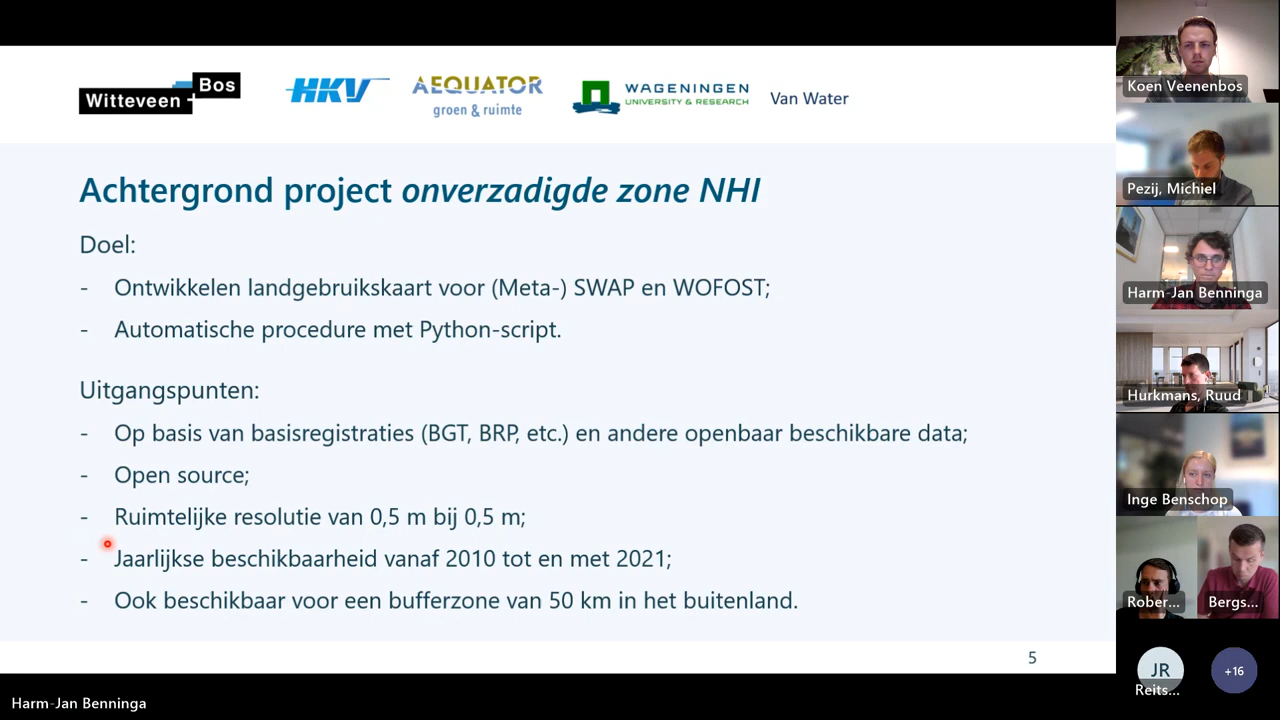 Witteveen + Bos
HKV
AEQUATOR
groen & ruimte
WAGENINGEN
UNIVERSITY & RESEARCH
Van Water
Achtergrond project onverzadigde zone NHI
Doel:
- Ontwikkelen landgebruikskaart voor (Meta-) SWAP en WOFOST;
- Automatische procedure met Python-script.
Uitgangspunten:
- Op basis van basisregistraties (BGT, BRP, etc.) en andere openbaar beschikbare data;
- Open source;
- Ruimtelijke resolutie van 0,5 m bij 0,5 m;
- Jaarlijkse beschikbaarheid vanaf 2010 tot en met 2021;
- Ook beschikbaar voor een bufferzone van 50 km in het buitenland.
5
Harm-Jan Benninga
Koen Veenenbos
Pezij, Michiel
Harm-Jan Benninga
Hurkmans, Ruud
Inge Benschop
Rober...
Bergs...
JR
Reits...
+16